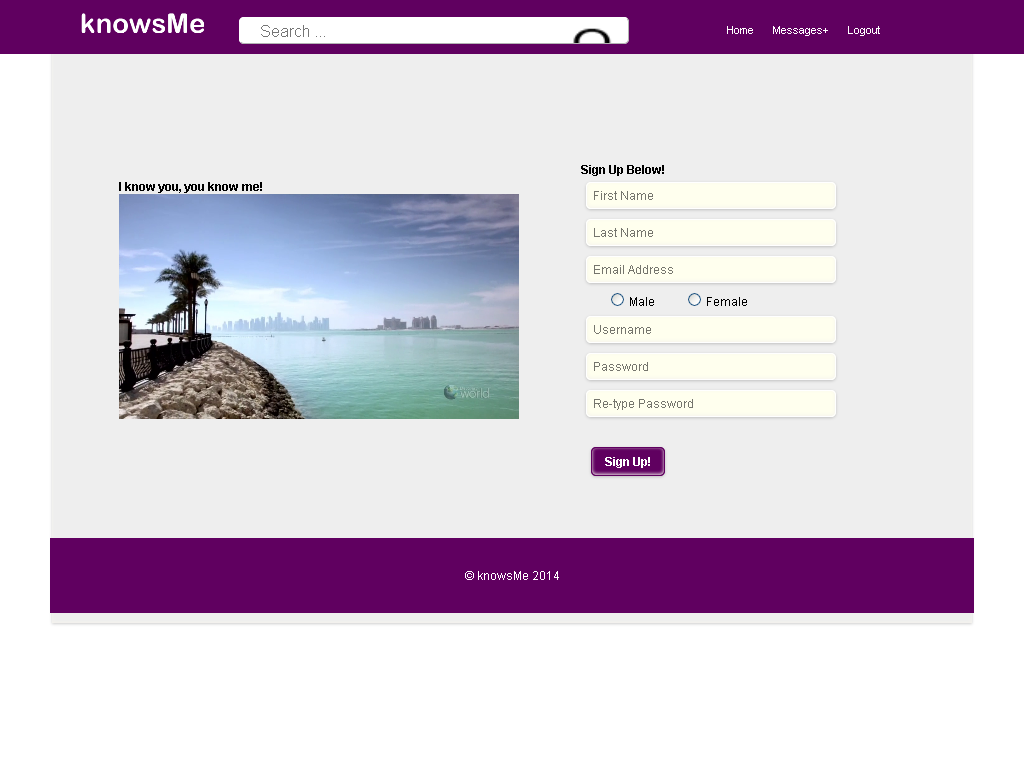 knowsMe
Search ...
Home Messages+ Logout
Sign Up Below!
I know you, you know me!
First Name
Last Name
Email Address
Male Female
Username
Password
Re-type Password
world
Sign Up!
© knowsMe 2014